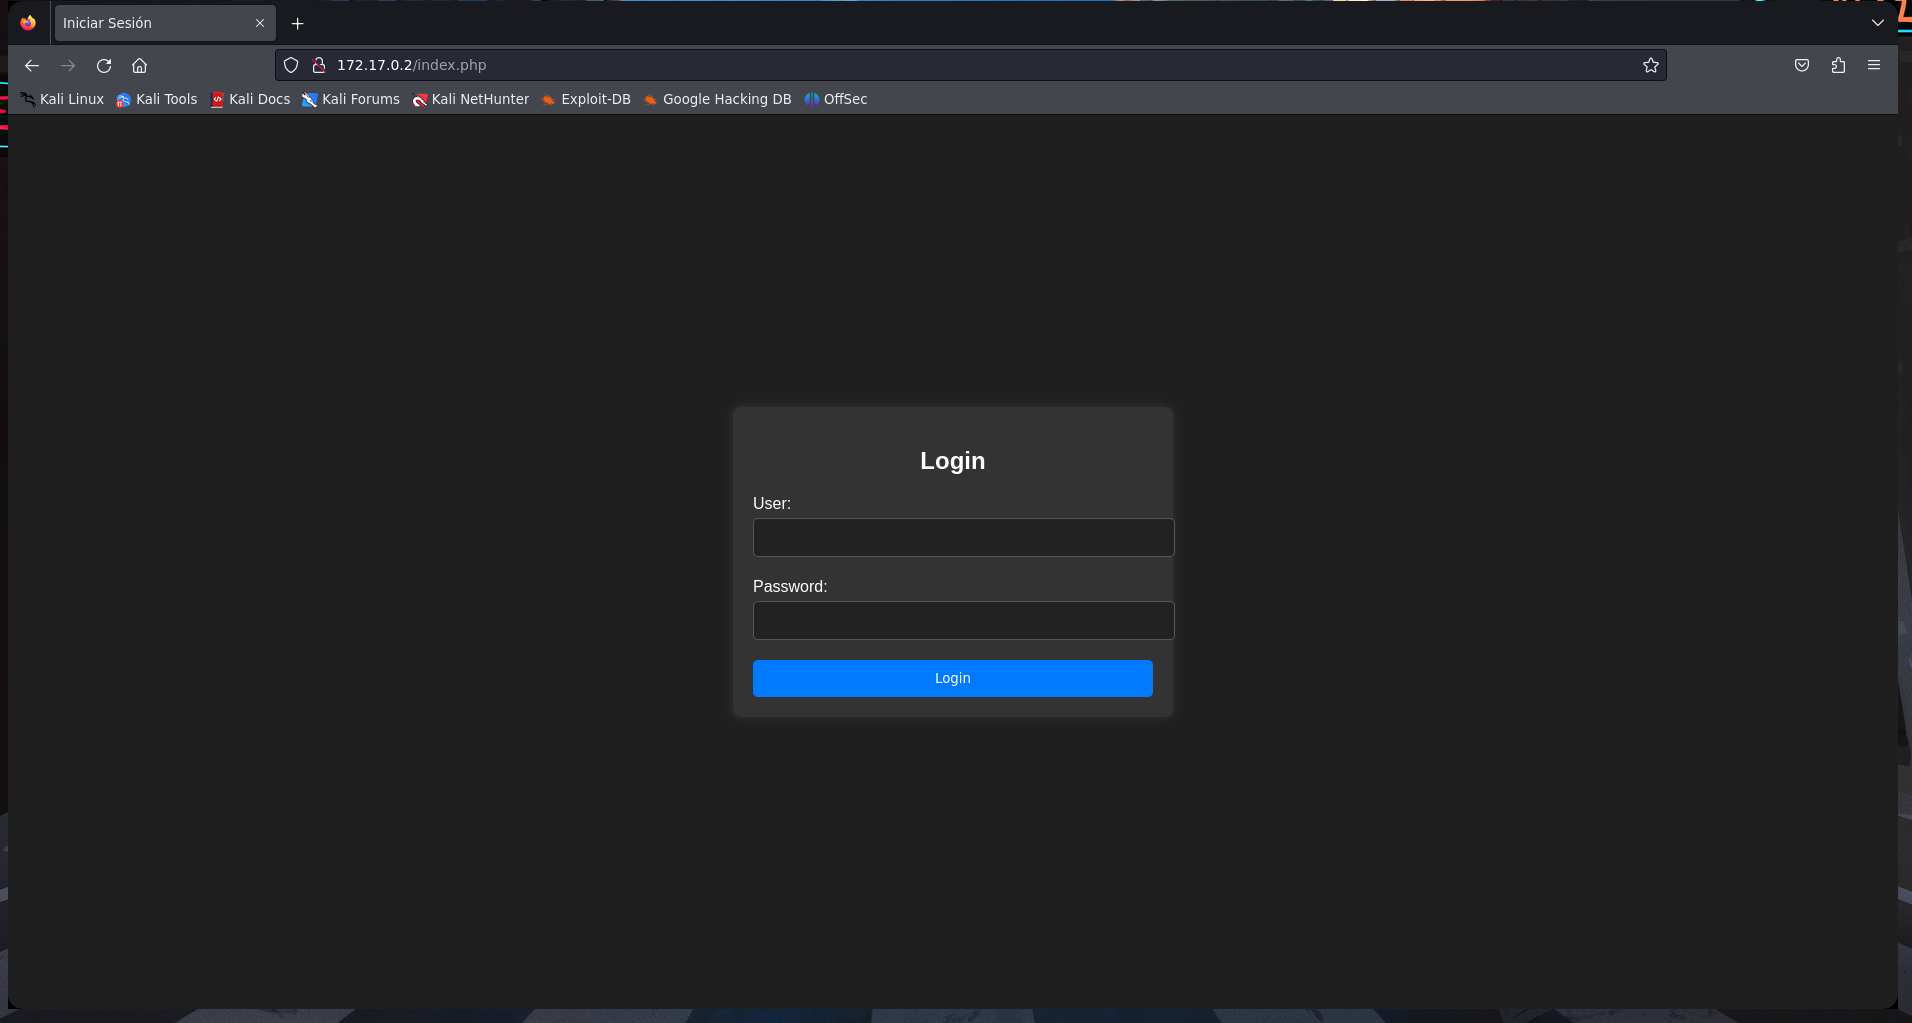 Iniciar Sesión
172.17.0.2/index.php
Kali Linux Kali Tools Kali Docs Kali Forums Kali NetHunter Exploit-DB Google Hacking DB OffSec
Login
User:
Password:
Login